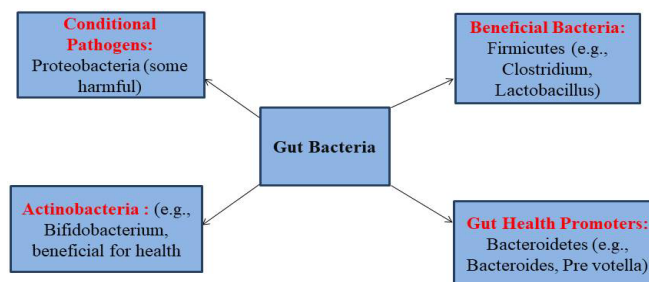 Conditional
Pathogens:
Proteobacteria (some
harmful)
Beneficial Bacteria:
Firmicutes (e.g.,
Clostridium,
Lactobacillus)
Gut Bacteria
Actinobacteria : (e.g.,
Bifidobacterium,
beneficial for health
Gut Health Promoters:
Bacteroidetes (e.g.,
Bacteroides, Pre votella)